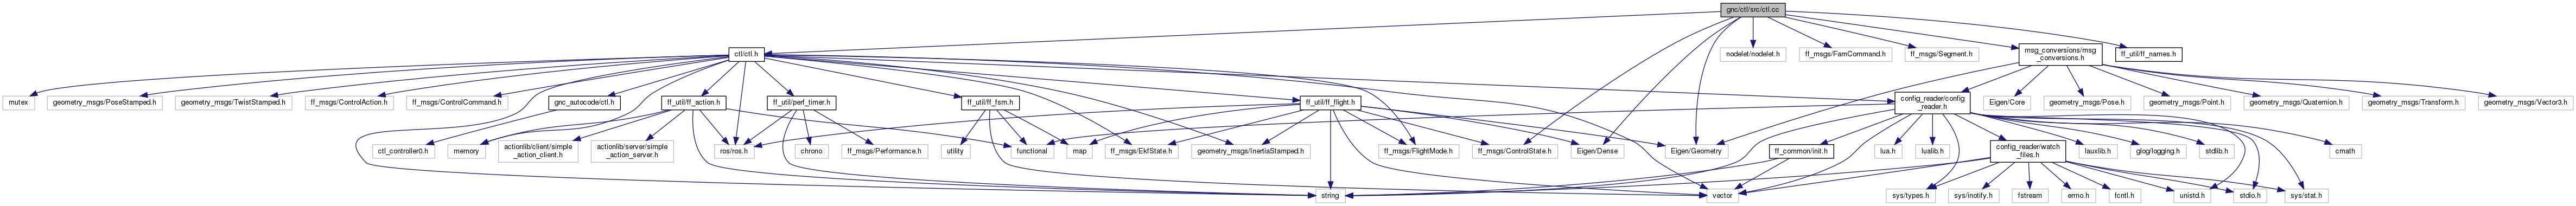 gnc/ctl/src/ctl.cc
ctl/ctl.h
nodelet/nodelet.h
ff_msgs/FamCommand.h
ff_msgs/Segment.h
msg_conversions/msg
_conversions.h
ff_util/ff_names.h
mutex
geometry_msgs/PoseStamped.h
geometry_msgs/TwistStamped.h
ff_msgs/ControlAction.h
ff_msgs/ControlCommand.h
gnc_autocode/ctl.h
ff_util/ff_action.h
ff_util/perf_timer.h
ff_util/ff_fsm.h
ff_util/ff_flight.h
config_reader/config
_reader.h
Eigen/Core
geometry_msgs/Pose.h
geometry_msgs/Point.h
geometry_msgs/Quaternion.h
geometry_msgs/Transform.h
geometry_msgs/Vector3.h
ctl_controller0.h
memory
actionlib/client/simple
_action_client.h
actionlib/server/simple
_action_server.h
ros/ros.h
chrono
ff_msgs/Performance.h
utility
functional
map
ff_msgs/EkfState.h
geometry_msgs/InertiaStamped.h
ff_msgs/FlightMode.h
ff_msgs/ControlState.h
Eigen/Dense
Eigen/Geometry
ff_common/init.h
lua.h
lualib.h
config_reader/watch
_files.h
lauxlib.h
glog/logging.h
stdlib.h
cmath
string
vector
sys/types.h
sys/inotify.h
fstream
errno.h
fcntl.h
unistd.h
stdio.h
sys/stat.h